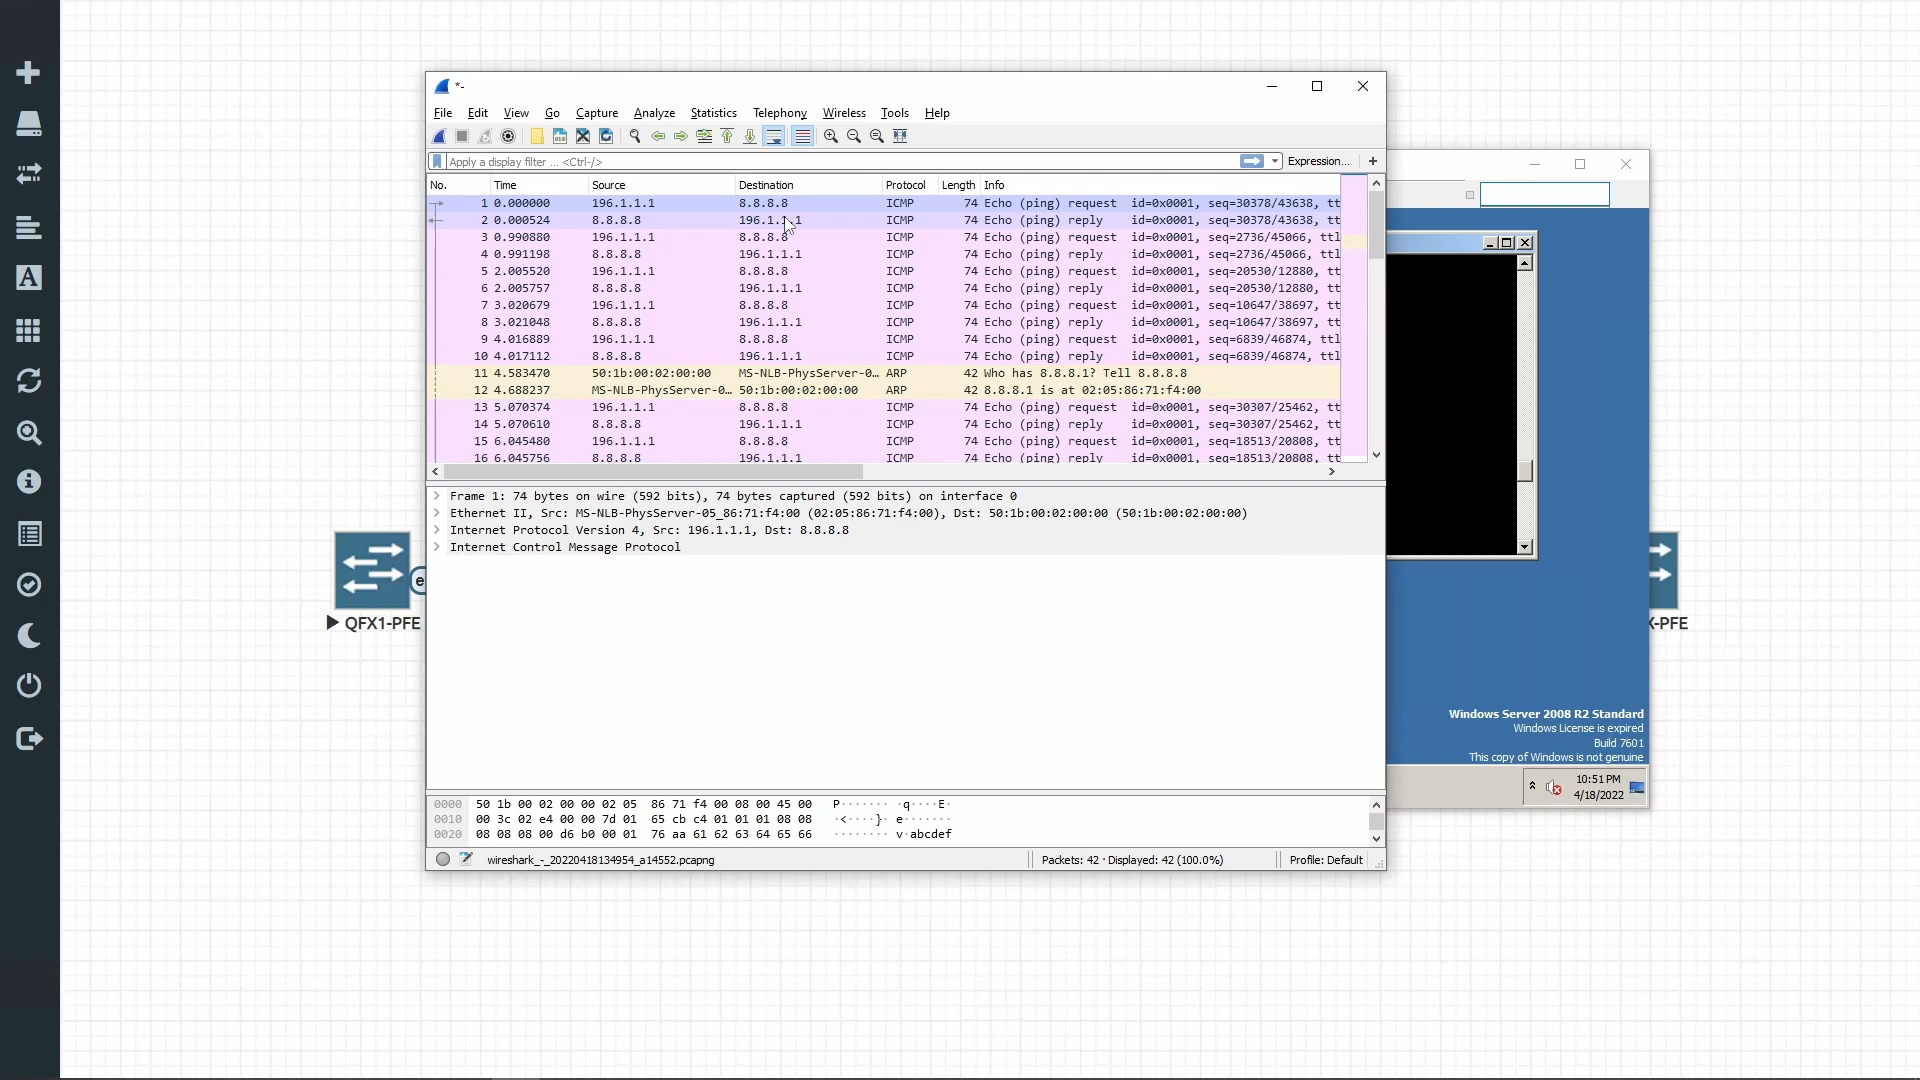 *-
File Edit View Go Capture Analyze Statistics Telephony Wireless Tools Help
Apply a display filter ... <Ctrl-/> Expression... +
No. Time Source Destination Protocol Length Info
1 0.000000 196.1.1.1 8.8.8.8 ICMP 74 Echo (ping) request id=0x0001, seq=30378/43638, tt
2 0.000524 8.8.8.8 196.1.1.1 ICMP 74 Echo (ping) reply id=0x0001, seq=30378/43638, tt
3 0.990880 196.1.1.1 8.8.8.8 ICMP 74 Echo (ping) request id=0x0001, seq=2736/45066, ttl
4 0.991198 8.8.8.8 196.1.1.1 ICMP 74 Echo (ping) reply id=0x0001, seq=2736/45066, ttl
5 2.005520 196.1.1.1 8.8.8.8 ICMP 74 Echo (ping) request id=0x0001, seq=20530/12880, tt
6 2.005757 8.8.8.8 196.1.1.1 ICMP 74 Echo (ping) reply id=0x0001, seq=20530/12880, tt
7 3.020679 196.1.1.1 8.8.8.8 ICMP 74 Echo (ping) request id=0x0001, seq=10647/38697, tt
8 3.021048 8.8.8.8 196.1.1.1 ICMP 74 Echo (ping) reply id=0x0001, seq=10647/38697, tt
9 4.016889 196.1.1.1 8.8.8.8 ICMP 74 Echo (ping) request id=0x0001, seq=6839/46874, ttl
10 4.017112 8.8.8.8 196.1.1.1 ICMP 74 Echo (ping) reply id=0x0001, seq=6839/46874, ttl
11 4.583470 50:1b:00:02:00:00 MS-NLB-PhysServer-0… ARP 42 Who has 8.8.8.1? Tell 8.8.8.8
12 4.688237 MS-NLB-PhysServer-0… 50:1b:00:02:00:00 ARP 42 8.8.8.1 is at 02:05:86:71:f4:00
13 5.070374 196.1.1.1 8.8.8.8 ICMP 74 Echo (ping) request id=0x0001, seq=30307/25462, tt
14 5.070610 8.8.8.8 196.1.1.1 ICMP 74 Echo (ping) reply id=0x0001, seq=30307/25462, tt
15 6.045480 196.1.1.1 8.8.8.8 ICMP 74 Echo (ping) request id=0x0001, seq=18513/20808, tt
16 6.045756 8.8.8.8 196.1.1.1 ICMP 74 Echo (ping) reply id=0x0001, seq=18513/20808, tt
Frame 1: 74 bytes on wire (592 bits), 74 bytes captured (592 bits) on interface 0
Ethernet II, Src: MS-NLB-PhysServer-05_86:71:f4:00 (02:05:86:71:f4:00), Dst: 50:1b:00:02:00:00 (50:1b:00:02:00:00)
Internet Protocol Version 4, Src: 196.1.1.1, Dst: 8.8.8.8
Internet Control Message Protocol
e
QFX1-PFE
X-PFE
Windows Server 2008 R2 Standard
Windows License is expired
Build 7601
This copy of Windows is not genuine
10:51 PM
4/18/2022
0000 50 1b 00 02 00 00 02 05 86 71 f4 00 08 00 45 00 P······· ·q····E·
0010 00 3c 02 e4 00 00 7d 01 65 cb c4 01 01 01 08 08 ·<····}· e·······
0020 08 08 08 00 d6 b0 00 01 76 aa 61 62 63 64 65 66 ········ v·abcdef
wireshark_-_20220418134954_a14552.pcapng Packets: 42 · Displayed: 42 (100.0%) Profile: Default